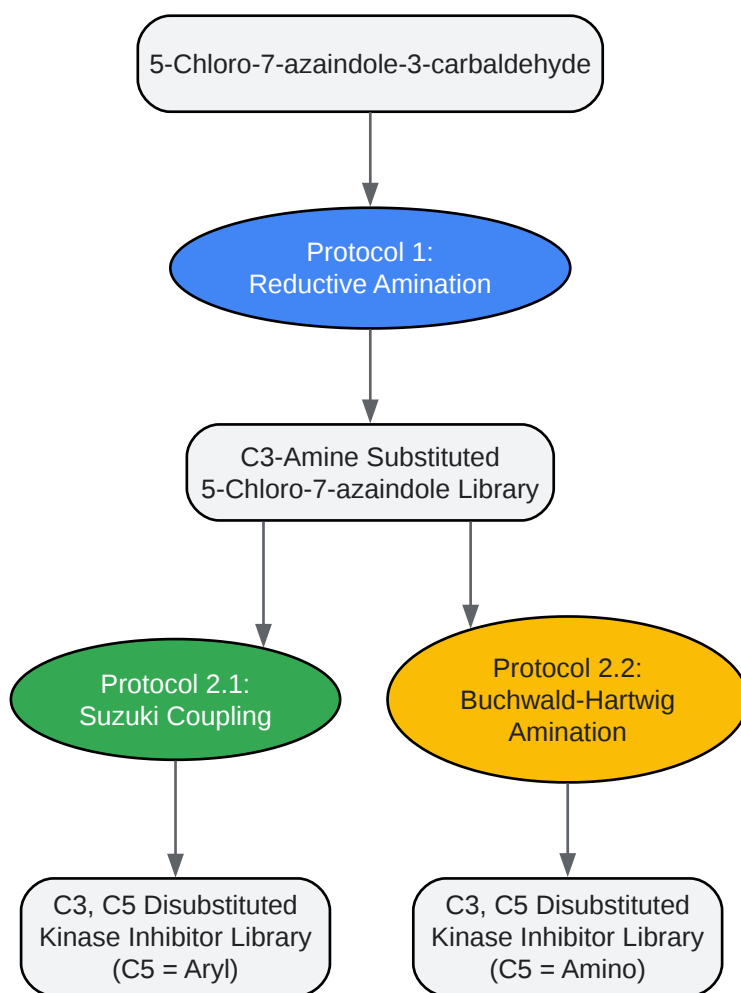 5-Chloro-7-azaindole-3-carbaldehyde
Protocol 1:
Reductive Amination
C3-Amine Substituted
5-Chloro-7-azaindole Library
Protocol 2.1:
Suzuki Coupling
Protocol 2.2:
Buchwald-Hartwig
Amination
C3, C5 Disubstituted
Kinase Inhibitor Library
(C5 = Aryl)
C3, C5 Disubstituted
Kinase Inhibitor Library
(C5 = Amino)